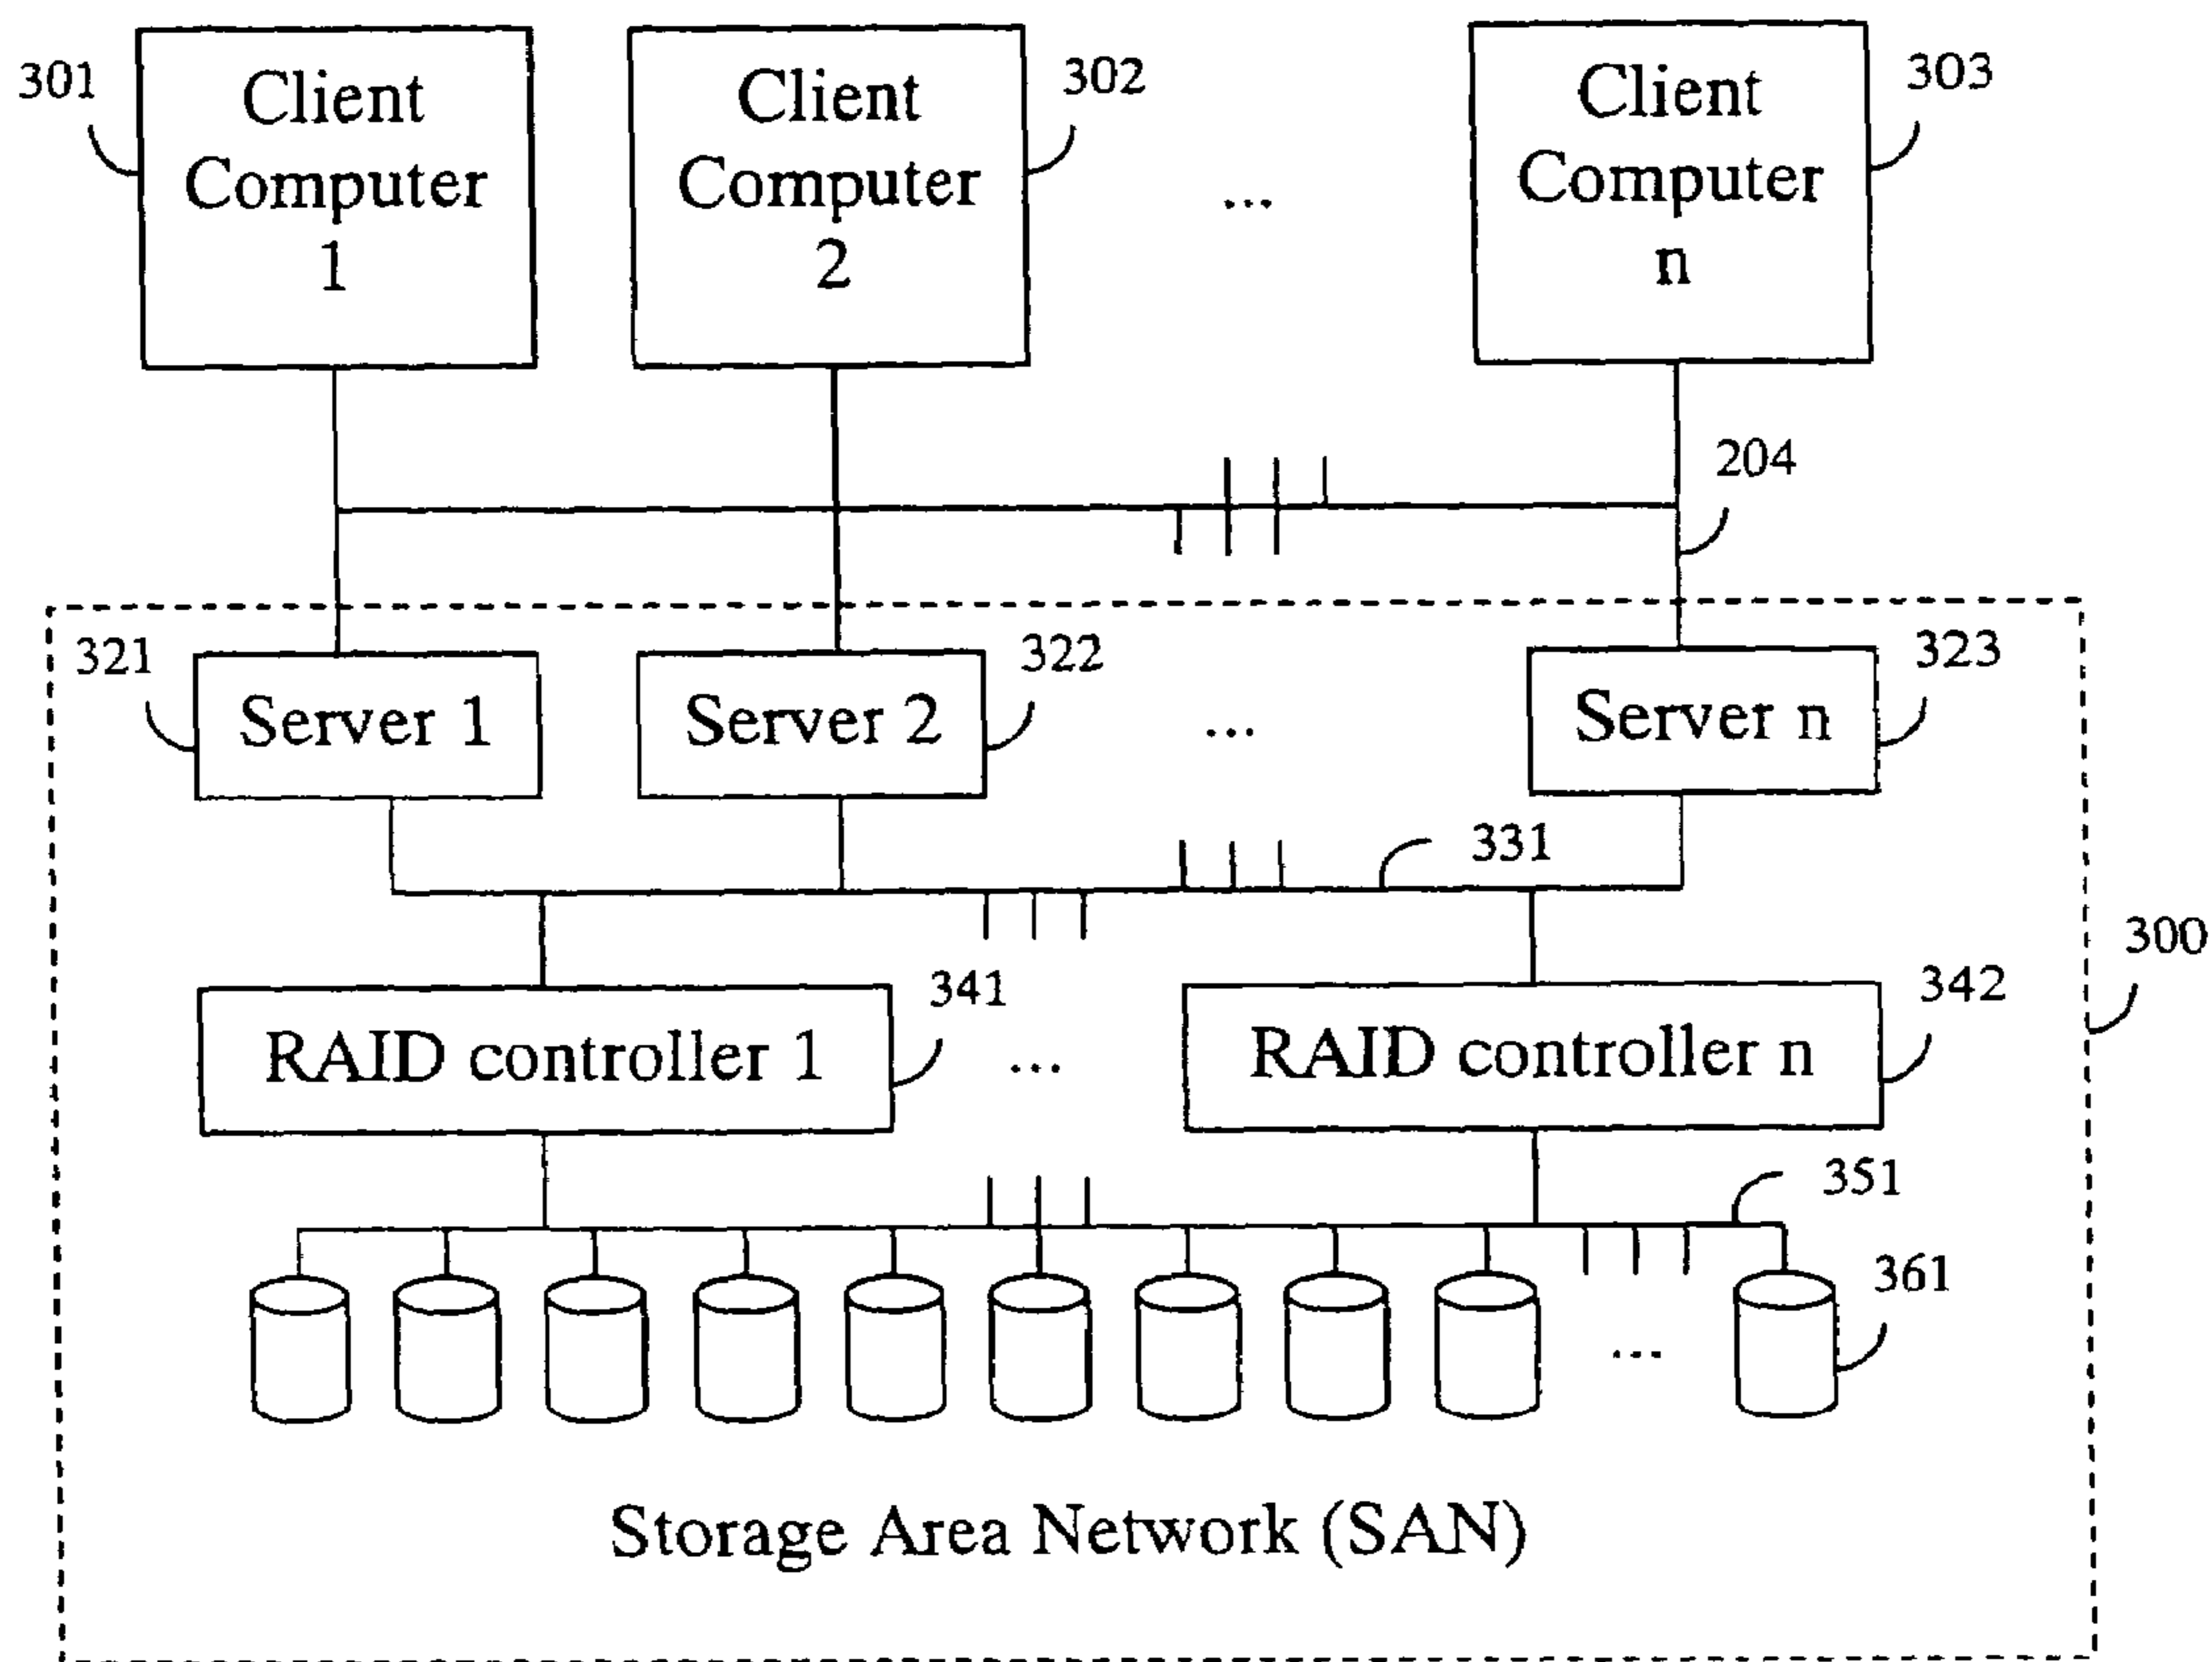 301
Client
Computer
1
Client
Computer
2
302
...
Client
Computer
n
303
204
321
Server 1
Server 2
322
...
Server n
323
331
300
RAID controller 1
341
...
RAID controller n
342
351
361
...
Storage Area Network (SAN)